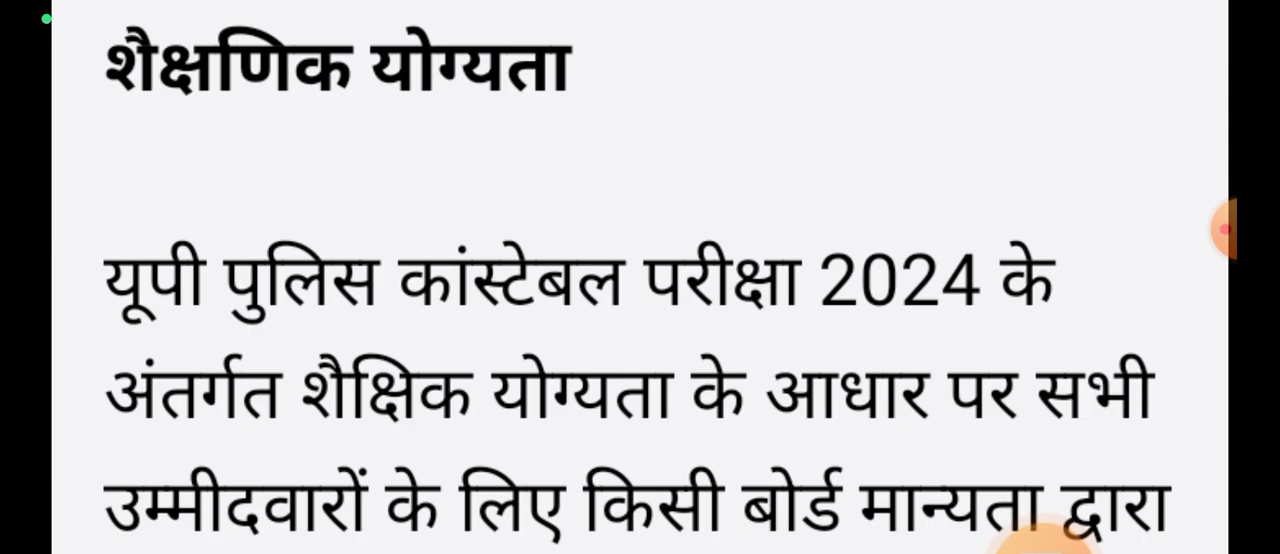 शैक्षणिक योग्यता
यूपी पुलिस कांस्टेबल परीक्षा 2024 के
अंतर्गत शैक्षिक योग्यता के आधार पर सभी
उम्मीदवारों के लिए किसी बोर्ड मान्यता द्वारा